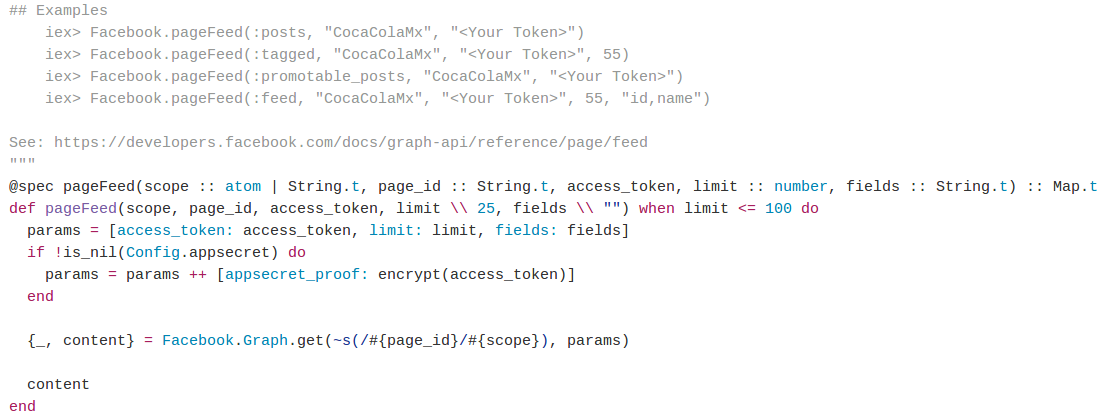 ## Examples
    iex> Facebook.pageFeed(:posts, "CocaColaMx", "<Your Token>")
    iex> Facebook.pageFeed(:tagged, "CocaColaMx", "<Your Token>", 55)
    iex> Facebook.pageFeed(:promotable_posts, "CocaColaMx", "<Your Token>")
    iex> Facebook.pageFeed(:feed, "CocaColaMx", "<Your Token>", 55, "id,name")

See: https://developers.facebook.com/docs/graph-api/reference/page/feed
"""
@spec pageFeed(scope :: atom | String.t, page_id :: String.t, access_token, limit :: number, fields :: String.t) :: Map.t
def pageFeed(scope, page_id, access_token, limit \\ 25, fields \\ "") when limit <= 100 do
  params = [access_token: access_token, limit: limit, fields: fields]
  if !is_nil(Config.appsecret) do
    params = params ++ [appsecret_proof: encrypt(access_token)]
  end

  {_, content} = Facebook.Graph.get(~s(/#{page_id}/#{scope}), params)

  content
end